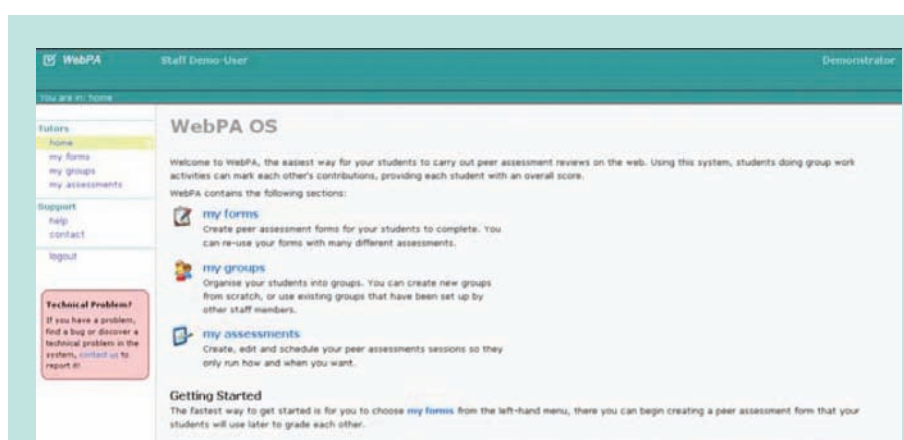 WebPA Staff Demo-User Demonstrator
You are in: home
Tutors
home
my forms
my groups
my assessments
Support
help
contact
logout
Technical Problem?
If you have a problem,
find a bug or discover a
technical problem in the
system, contact us to
report it!
WebPA OS
Welcome to WebPA, the easiest way for your students to carry out peer assessment reviews on the web. Using this system, students doing group work
activities can mark each other's contributions, providing each student with an overall score.
WebPA contains the following sections:
my forms
Create peer assessment forms for your students to complete. You
can re-use your forms with many different assessments.
my groups
Organise your students into groups. You can create new groups
from scratch, or use existing groups that have been set up by
other staff members.
my assessments
Create, edit and schedule your peer assessments sessions so they
only run how and when you want.
Getting Started
The fastest way to get started is for you to choose my forms from the left-hand menu, there you can begin creating a peer assessment form that your
students will use later to grade each other.